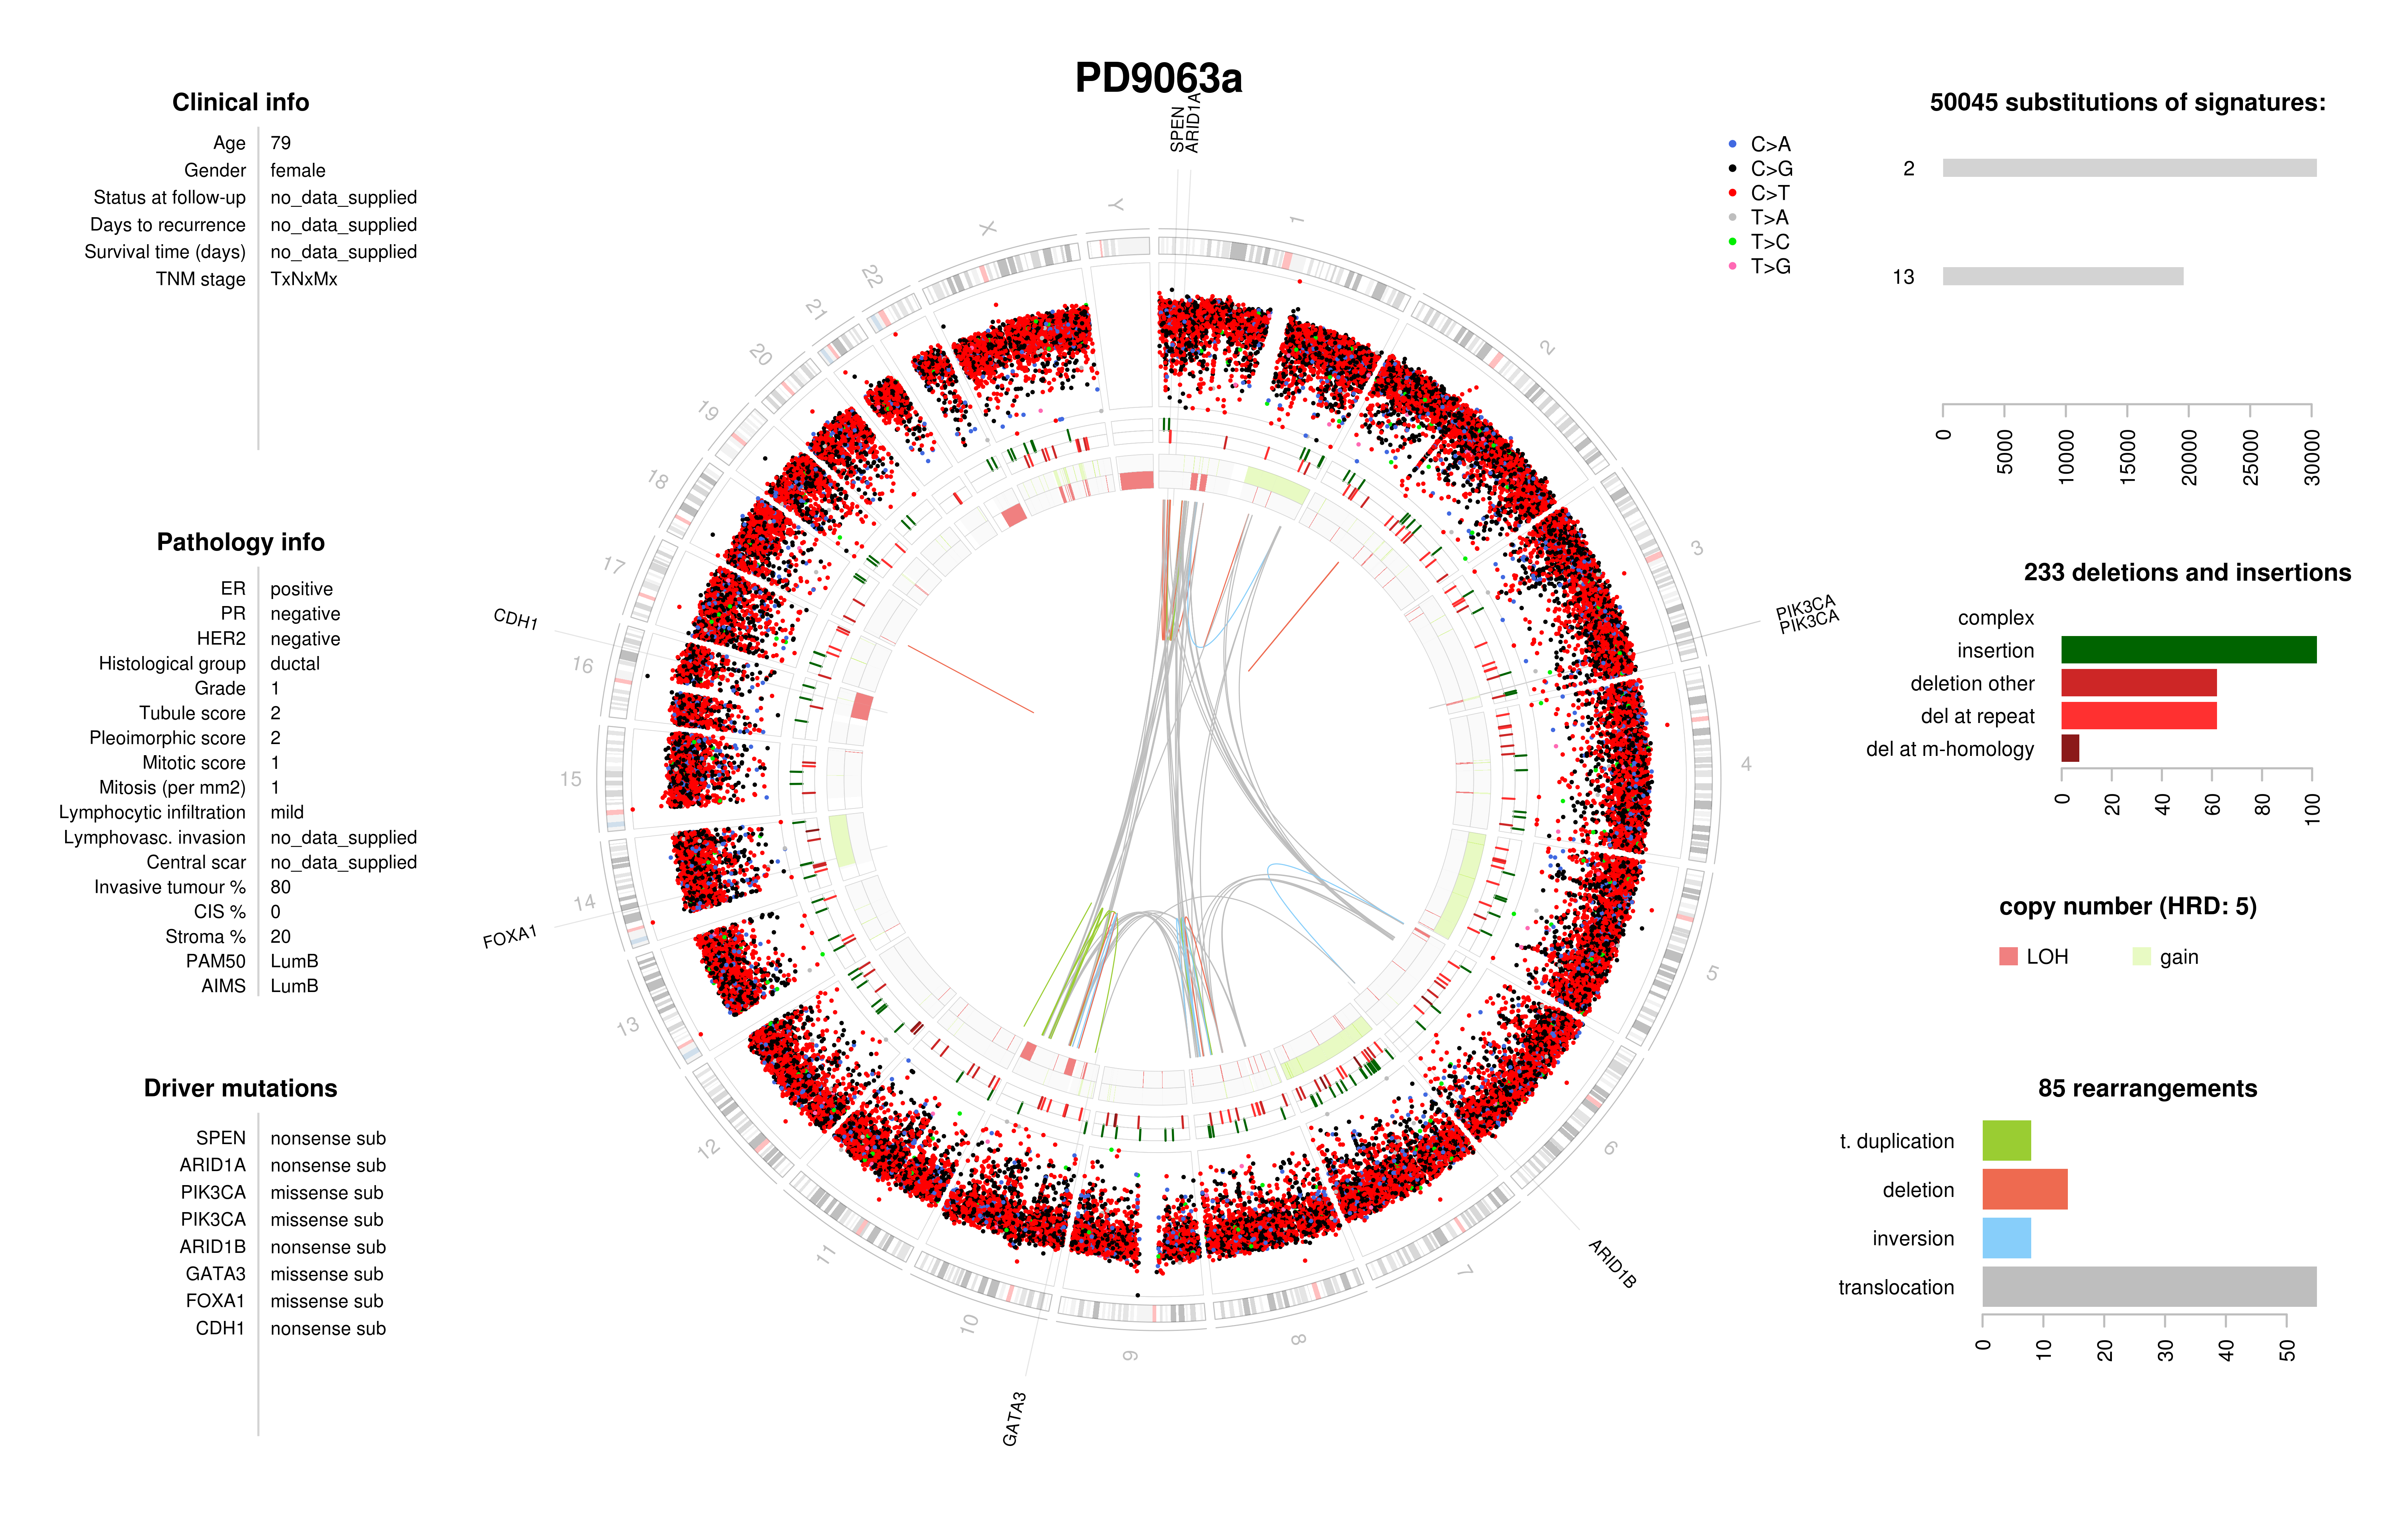 PD9063a
Clinical info
Age 79
Gender female
Status at follow-up no_data_supplied
Days to recurrence no_data_supplied
Survival time (days) no_data_supplied
TNM stage TxNxMx
Pathology info
ER positive
PR negative
HER2 negative
Histological group ductal
Grade 1
Tubule score 2
Pleoimorphic score 2
Mitotic score 1
Mitosis (per mm2) 1
Lymphocytic infiltration mild
Lymphovasc. invasion no_data_supplied
Central scar no_data_supplied
Invasive tumour % 80
CIS % 0
Stroma % 20
PAM50 LumB
AIMS LumB
Driver mutations
SPEN nonsense sub
ARID1A nonsense sub
PIK3CA missense sub
PIK3CA missense sub
ARID1B nonsense sub
GATA3 missense sub
FOXA1 missense sub
CDH1 nonsense sub
SPEN
ARID1A
PIK3CA
PIK3CA
ARID1B
GATA3
FOXA1
CDH1
1
2
3
4
5
6
7
8
9
10
11
12
13
14
15
16
17
18
19
20
21
22
X
Y
C>A
C>G
C>T
T>A
T>C
T>G
50045 substitutions of signatures:
2
13
0 5000 10000 15000 20000 25000 30000
233 deletions and insertions
complex
insertion
deletion other
del at repeat
del at m-homology
0 20 40 60 80 100
copy number (HRD: 5)
LOH gain
85 rearrangements
t. duplication
deletion
inversion
translocation
0 10 20 30 40 50